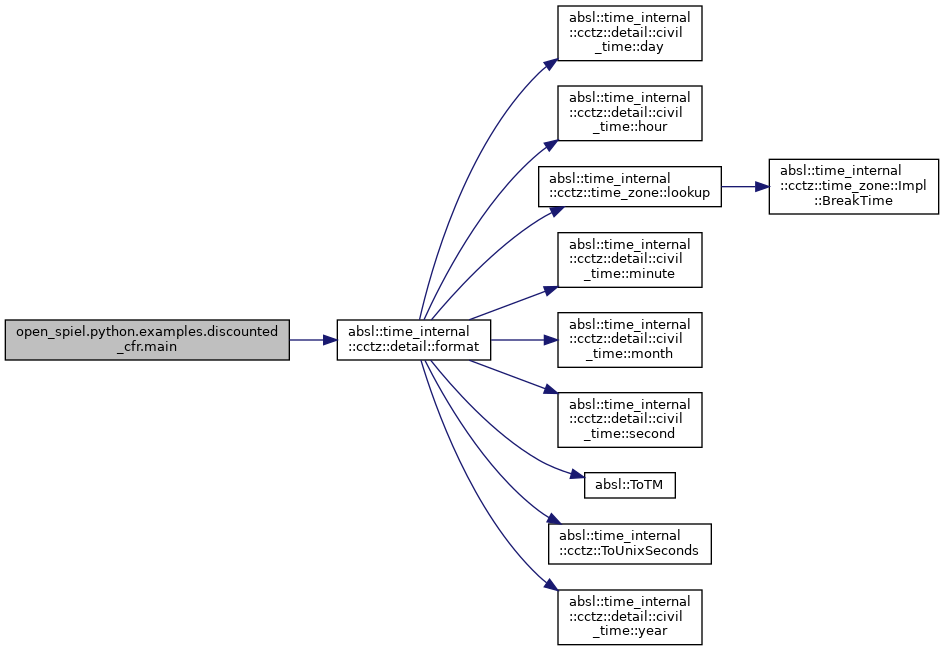 absl::time_internal
::cctz::detail::civil
_time::day
absl::time_internal
::cctz::detail::civil
_time::hour
absl::time_internal
::cctz::time_zone::lookup
absl::time_internal
::cctz::time_zone::Impl
::BreakTime
absl::time_internal
::cctz::detail::civil
_time::minute
open_spiel.python.examples.discounted
_cfr.main
absl::time_internal
::cctz::detail::format
absl::time_internal
::cctz::detail::civil
_time::month
absl::time_internal
::cctz::detail::civil
_time::second
absl::ToTM
absl::time_internal
::cctz::ToUnixSeconds
absl::time_internal
::cctz::detail::civil
_time::year